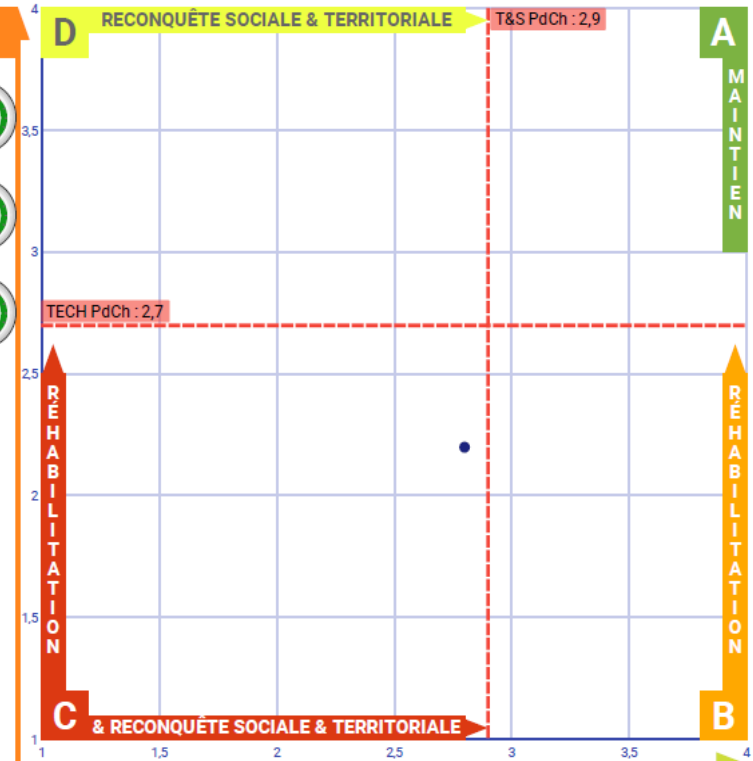 4
D
RECONQUÊTE SOCIALE & TERRITORIALE
T&S PdCh : 2,9
A
MAINTIEN
3,5
3
TECH PdCh : 2,7
2,5
RÉHABILITATION
RÉHABILITATION
2
1,5
C
& RECONQUÊTE SOCIALE & TERRITORIALE
B
1
1
1,5
2
2,5
3
3,5
4